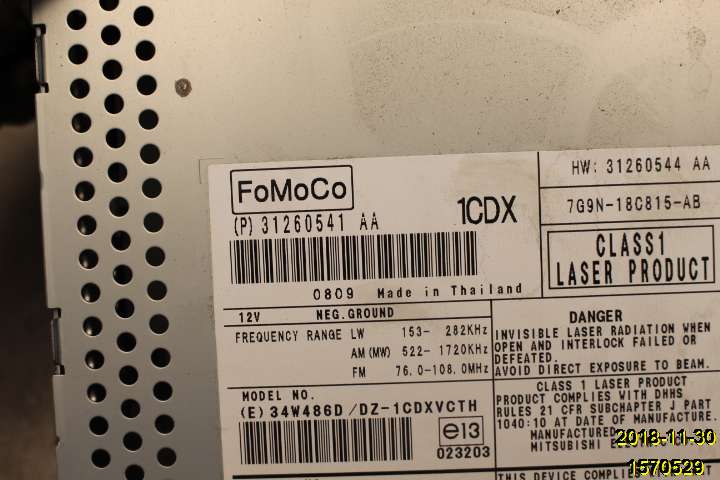 FoMoCo
(P) 31260541 AA
1CDX
0809 Made in Thailand
HW: 31260544 AA
7G9N-18C815-AB
CLASS1
LASER PRODUCT
12V NEG.GROUND
FREQUENCY RANGE LW 153- 282KHz
AM(MW) 522-1720KHz
FM 76.0-108.0MHz
MODEL NO.
(E) 34W486D/DZ-1CDXVCTH
e13
023203
DANGER
INVISIBLE LASER RADIATION WHEN
OPEN AND INTERLOCK FAILED OR
DEFEATED.
AVOID DIRECT EXPOSURE TO BEAM.
CLASS 1 LASER PRODUCT
PRODUCT COMPLIES WITH DHHS
RULES 21 CFR SUBCHAPTER J PART
1040:10 AT DATE OF MANUFACTURE.
MANUFACTURED
MITSUBISHI
THIS DEVICE COMPLIES
2018-11-30
1570529